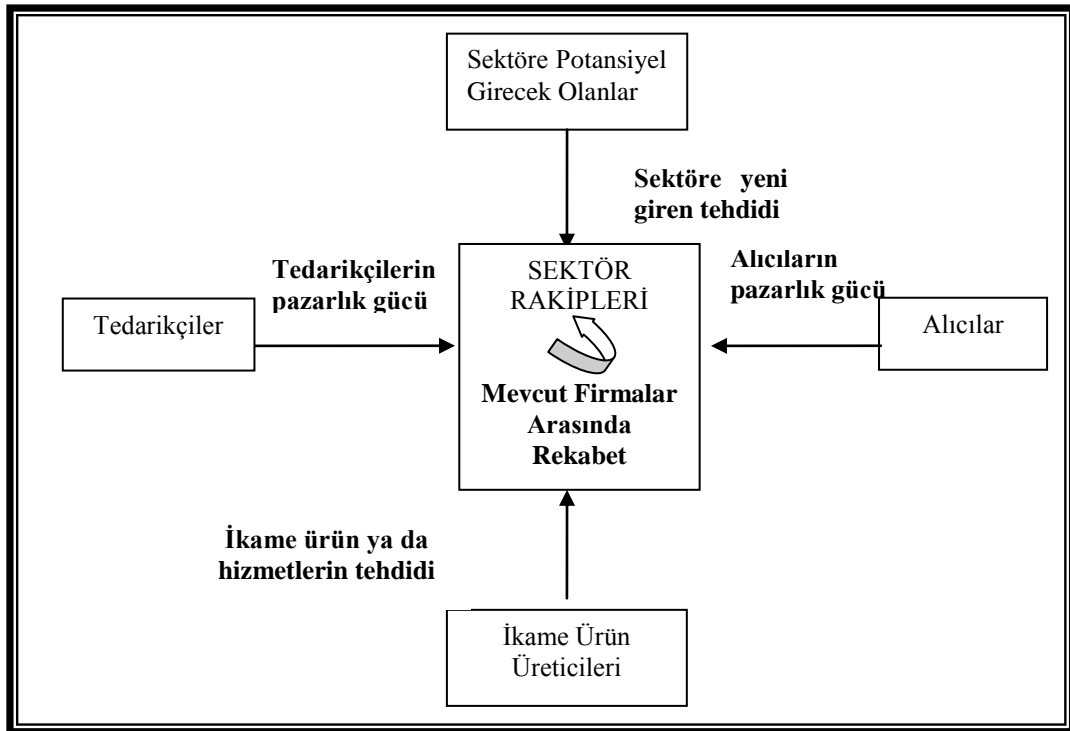 Sektöre Potansiyel
Girecek Olanlar
Sektöre yeni
giren tehdidi
Tedarikçilerin
pazarlık gücü
SEKTÖR
RAKİPLERİ
Alıcıların
pazarlık gücü
Tedarikçiler
Alıcılar
Mevcut Firmalar
Arasında
Rekabet
İkame ürün ya da
hizmetlerin tehdidi
İkame Ürün
Üreticileri